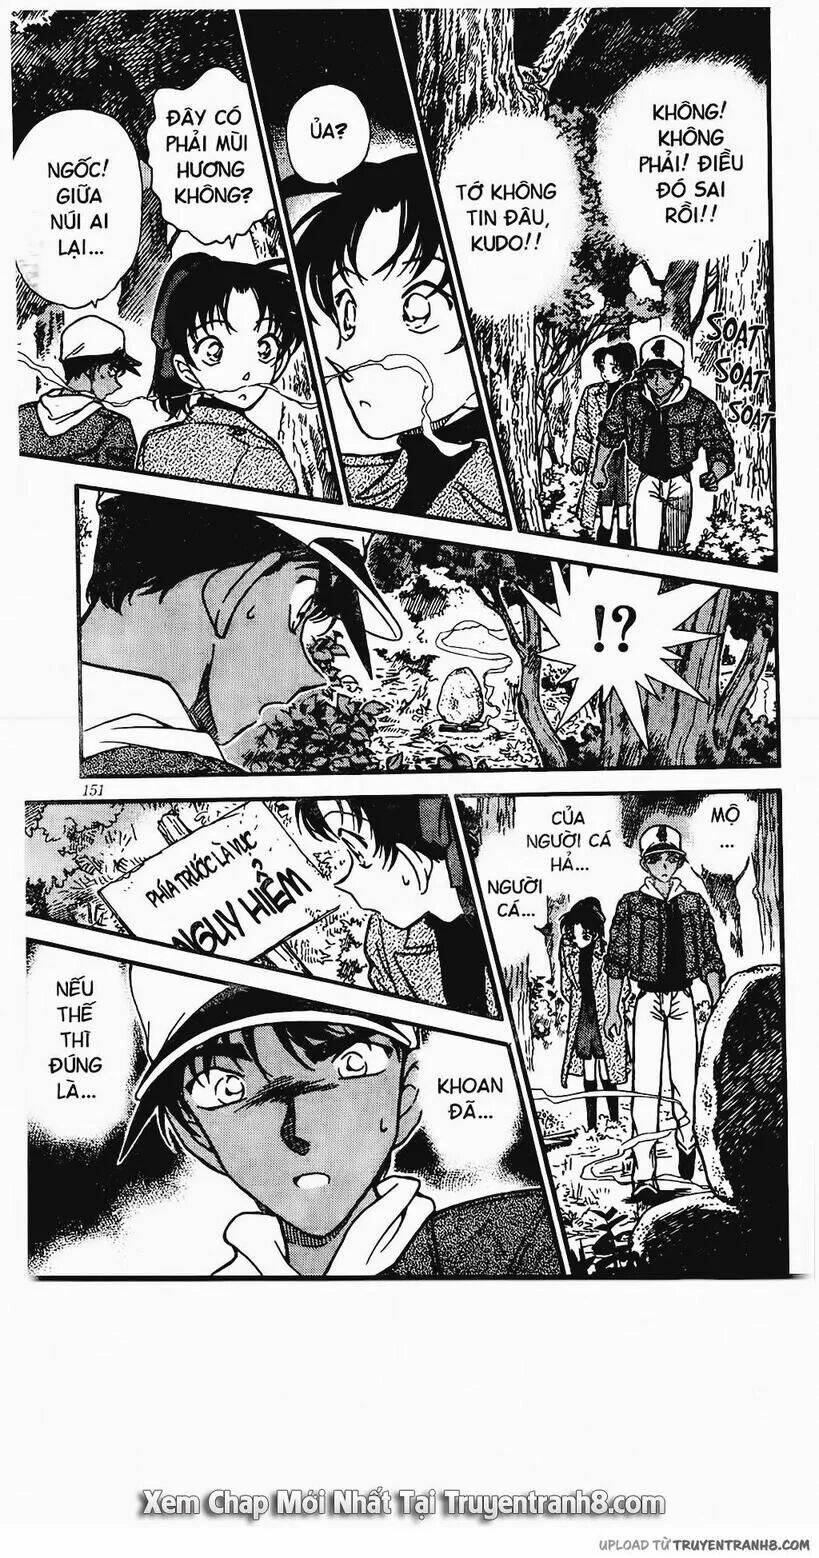 KHÔNG!
KHÔNG
PHẢI! ĐIỀU
ĐÓ SAI
RỒI!!
TỚ KHÔNG
TIN ĐÂU,
KUDO!!
SOẠT
SOẠT
SOẠT
ỦA?
ĐÂY CÓ
PHẢI MÙI
HƯƠNG
KHÔNG?
NGỐC!
GIỮA
NÚI AI
LẠI...
!?
151
MỘ
...
CỦA
NGƯỜI CÁ
HẢ...
NGƯỜI
CÁ...
PHÍA TRƯỚC LÀ VỰC
NGUY HIỂM
KHOAN
ĐÃ...
NẾU
THẾ
THÌ
ĐÚNG
LÀ...
Xem Chap Mới Nhất Tại Truyentranh8.com
UPLOAD TỪ TRUYENTRANH8.COM